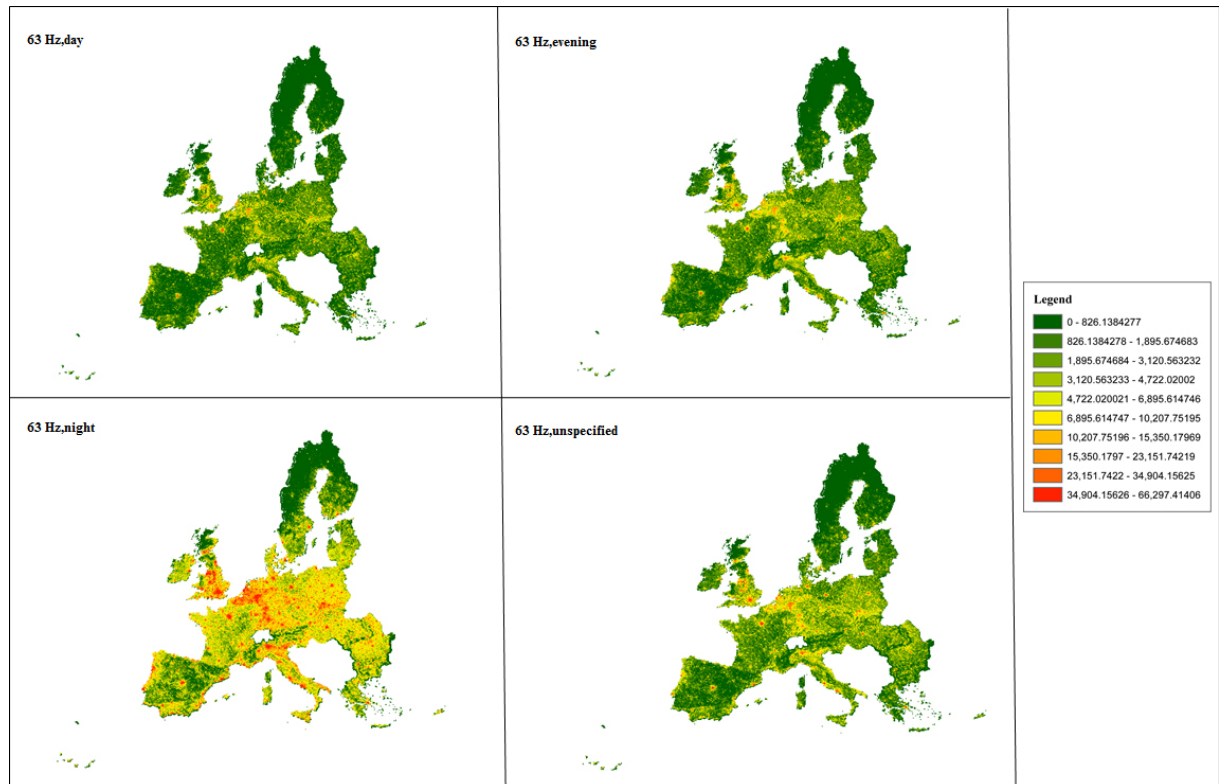 63 Hz,day
63 Hz,evening
63 Hz,night
63 Hz,unspecified
Legend
0 - 826.1384277
826.1384278 - 1,895.674683
1,895.674684 - 3,120.563232
3,120.563233 - 4,722.02002
4,722.020021 - 6,895.614746
6,895.614747 - 10,207.75195
10,207.75196 - 15,350.17969
15,350.1797 - 23,151.74219
23,151.7422 - 34,904.15625
34,904.15626 - 66,297.41406